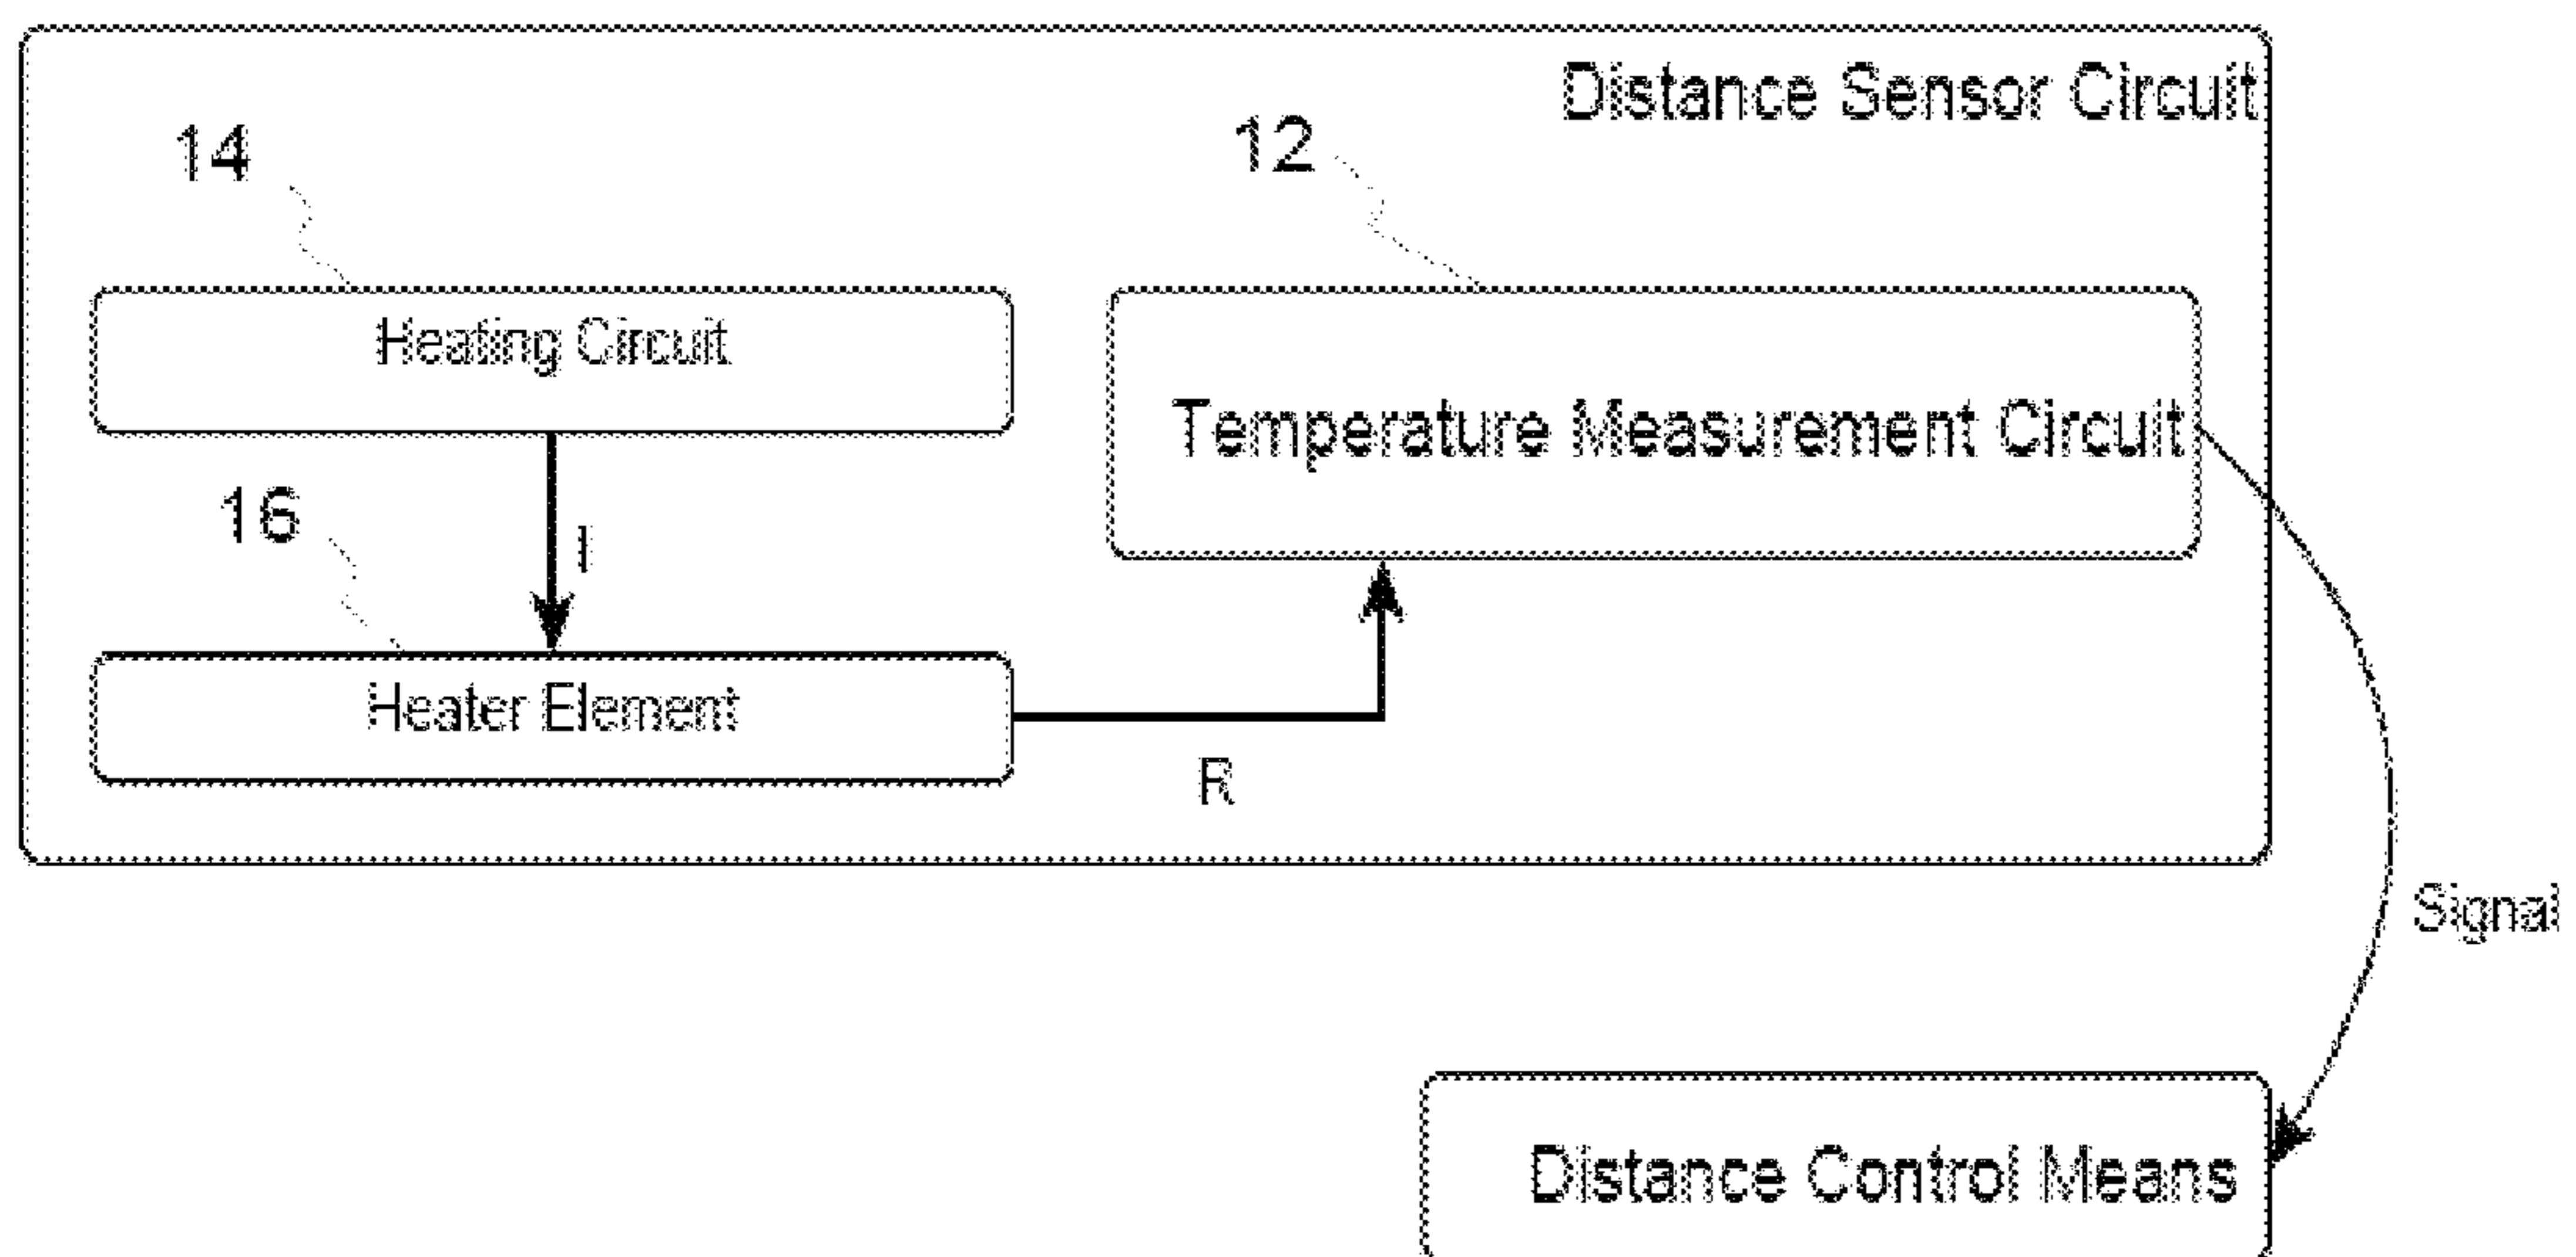 Distance Sensor Circuit
14
12
Heating Circuit
Temperature Measurement Circuit
16
I
Heater Element
R
Signal
Distance Control Means